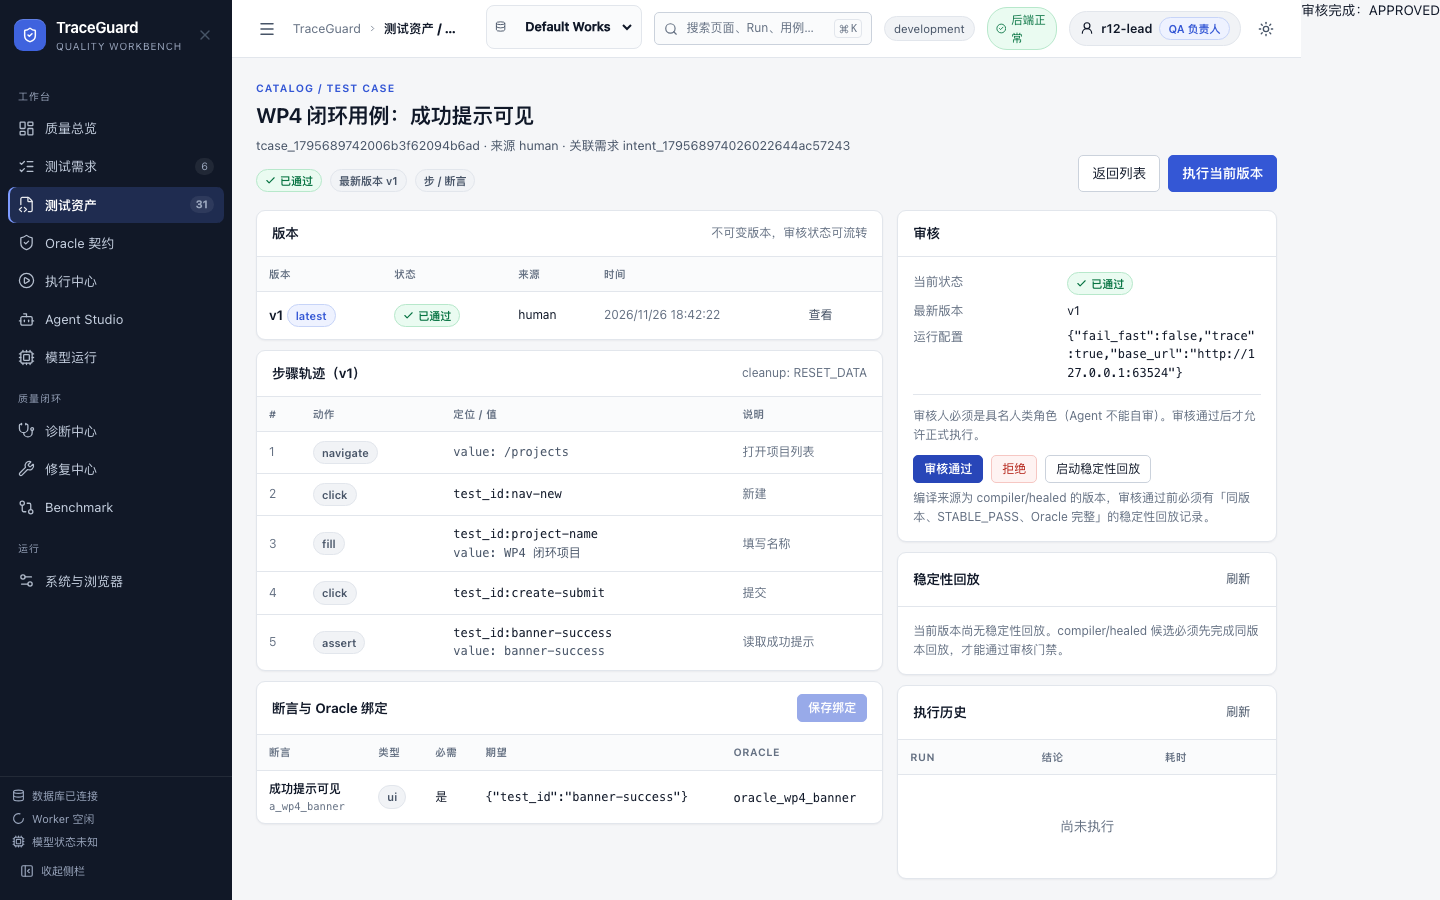 TraceGuard
QUALITY WORKBENCH
工作台
质量总览
测试需求 6
测试资产 31
Oracle 契约
执行中心
Agent Studio
模型运行
质量闭环
诊断中心
修复中心
Benchmark
运行
系统与浏览器
数据库已连接
Worker 空闲
模型状态未知
收起侧栏
TraceGuard › 测试资产 / ...
Default Works
搜索页面、Run、用例... ⌘ K
development
后端正
常
r12-lead QA 负责人
审核完成：APPROVED
CATALOG / TEST CASE
WP4 闭环用例：成功提示可见
tcase_1795689742006b3f62094b6ad · 来源 human · 关联需求 intent_179568974026022644ac57243
已通过 最新版本 v1 步 / 断言
返回列表 执行当前版本
版本 不可变版本，审核状态可流转
版本 状态 来源 时间
v1 latest 已通过 human 2026/11/26 18:42:22 查看
步骤轨迹（v1） cleanup: RESET_DATA
# 动作 定位 / 值 说明
1 navigate value: /projects 打开项目列表
2 click test_id:nav-new 新建
3 fill test_id:project-name
value: WP4 闭环项目 填写名称
4 click test_id:create-submit 提交
5 assert test_id:banner-success
value: banner-success 读取成功提示
断言与 Oracle 绑定 保存绑定
断言 类型 必需 期望 ORACLE
成功提示可见
a_wp4_banner ui 是 {"test_id":"banner-success"} oracle_wp4_banner
审核
当前状态 已通过
最新版本 v1
运行配置 {"fail_fast":false,"trace"
:true,"base_url":"http://1
27.0.0.1:63524"}
审核人必须是具名人类角色（Agent 不能自审）。审核通过后才允
许正式执行。
审核通过 拒绝 启动稳定性回放
编译来源为 compiler/healed 的版本，审核通过前必须有「同版
本、STABLE_PASS、Oracle 完整」的稳定性回放记录。
稳定性回放 刷新
当前版本尚无稳定性回放。compiler/healed 候选必须先完成同版
本回放，才能通过审核门禁。
执行历史 刷新
RUN 结论 耗时
尚未执行